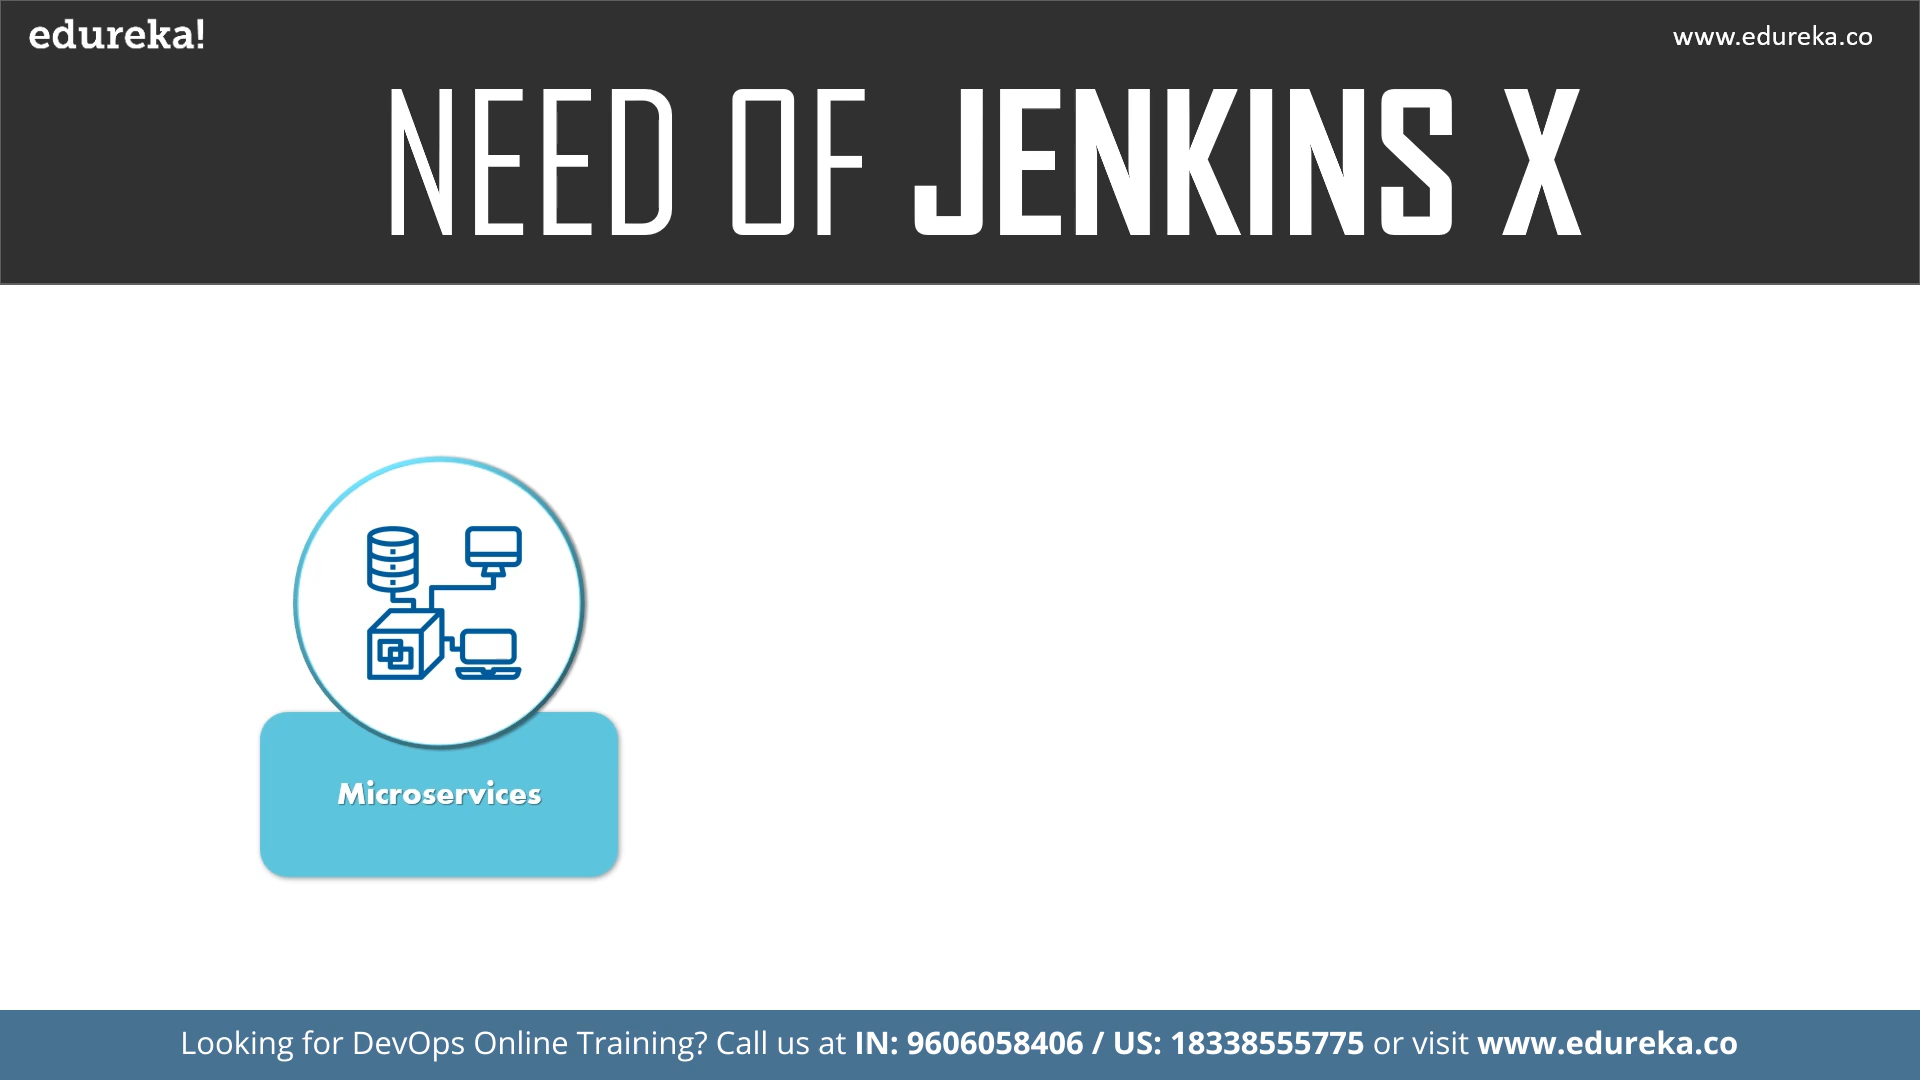 edureka!
www.edureka.co
NEED OF JENKINS X
Microservices
Looking for DevOps Online Training? Call us at IN: 9606058406 / US: 18338555775 or visit www.edureka.co